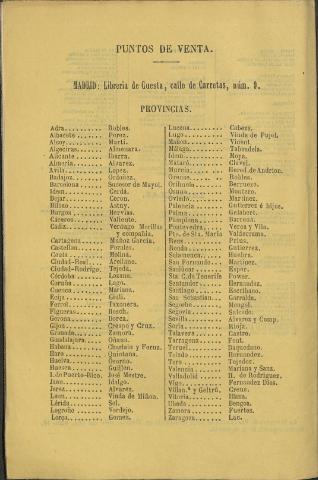 PUNTOS DE VENTA.
MADRID: Librería de Cuesta, calle de Carretas, núm. 9.
PROVINCIAS.
Adra........ Robles.
Albacete...... Perez.
Alcoy........ Martí.
Algeciras..... Almenara.
Alicante...... Ibarra.
Almería...... Alvarez.
Avila........ Lopez.
Badajoz...... Ordoñez.
Barcelona..... Sucesor de Mayol.
Idem........ Cerdá.
Bejar........ Coron.
Bilbao....... Astuy.
Burgos....... Hervias.
Cáceres...... Valiente.
Cádiz........ Verdugo Morillas
y compañía.
Cartagena..... Muñoz García.
Castellon..... Perales.
Ceuta........ Molina.
Ciudad-Real... Arellano.
Ciudad-Rodrigo. Tejeda.
Córdoba...... Lozano.
Coruña....... Lago.
Cuenca....... Mariana.
Ecija........ Giuli.
Ferrol....... Taxonera.
Figueras..... Bosch.
Gerona....... Dorca.
Gijon........ Crespo y Cruz.
Granada...... Zamora.
Guadalajara... Oñana.
Habana....... Charlain y Fernz.
Haro........ Quintana.
Huelva....... Osorno.
Huesca....... Guillen.
I. de Puerto-Rico. José Mestre.
Jaen........ Idalgo.
Jerez........ Alvarez.
Leon........ Viuda de Miñon.
Lérida....... Sol.
Logroño...... Verdejo.
Lorca........ Gomez.
Lucena....... Cabeza.
Lugo........ Viuda de Pujol.
Mahon....... Vinent.
Málaga....... Taboadela.
Idem........ Moya.
Mataró....... Clavel.
Murcia....... Hered. de Andrion.
Orense....... Robles.
Orihuela..... Berruezo.
Osuna....... Montero.
Oviedo....... Martinez.
Palencia..... Gutierrez é hijos.
Palma....... Gelabert.
Pamplona..... Barrena.
Pontevedra.... Verea y Vila.
Pto. de Sta. María Valderrama.
Reus........ Prius.
Ronda....... Gutierrez.
Salamanca.... Huebra.
San Fernando... Martinez.
Sanlúcar..... Esper.
Sta. C. de Tenerife Power.
Santander..... Hernandez.
Santiago..... Escribano.
San Sebastian... Garralda.
Segorbe...... Mengol.
Segovia...... Salcedo.
Sevilla...... Alvarez y Comp.
Soria....... Rioja.
Talavera..... Castro.
Tarragona.... Font.
Teruel....... Baquedano.
Toledo....... Hernandez.
Toro........ Tejedor.
Valencia..... Mariana y Sanz.
Valladolid.... H. de Rodriguez.
Vigo........ Fernandez Dios.
Villan.ª y Geltrú. Creus.
Vitoria...... Illana.
Ubeda....... Bengoa.
Zamora....... Fuertes.
Zaragoza..... Lac.